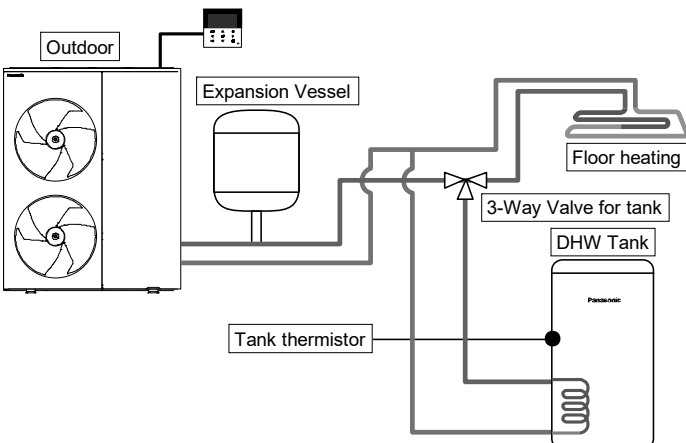 Outdoor
Expansion Vessel
Floor heating
3-Way Valve for tank
DHW Tank
Panasonic
Tank thermistor